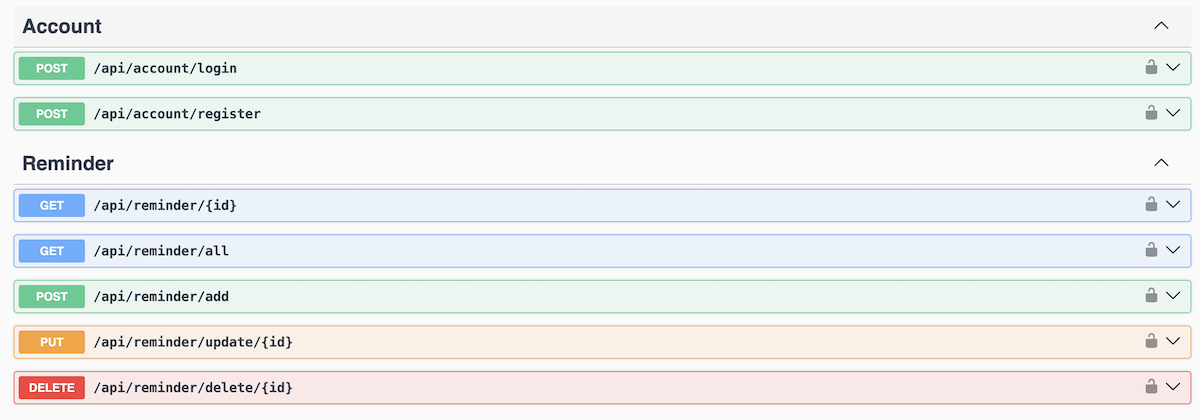 Account
POST /api/account/login
POST /api/account/register
Reminder
GET /api/reminder/{id}
GET /api/reminder/all
POST /api/reminder/add
PUT /api/reminder/update/{id}
DELETE /api/reminder/delete/{id}